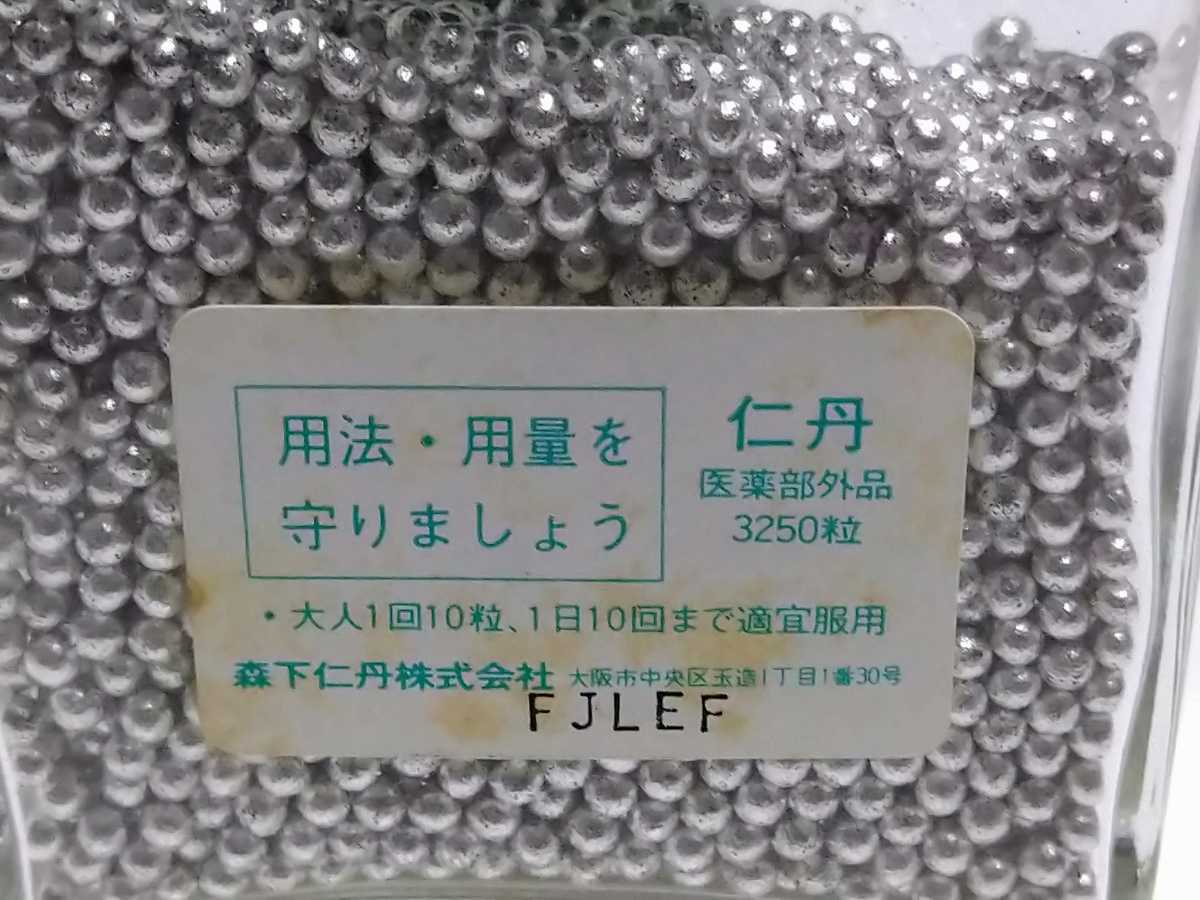 用法・用量を
守りましょう
仁丹
医薬部外品
3250粒
・大人1回10粒、1日10回まで適宜服用
森下仁丹株式会社 大阪市中央区玉造1丁目1番30号
FJLEF